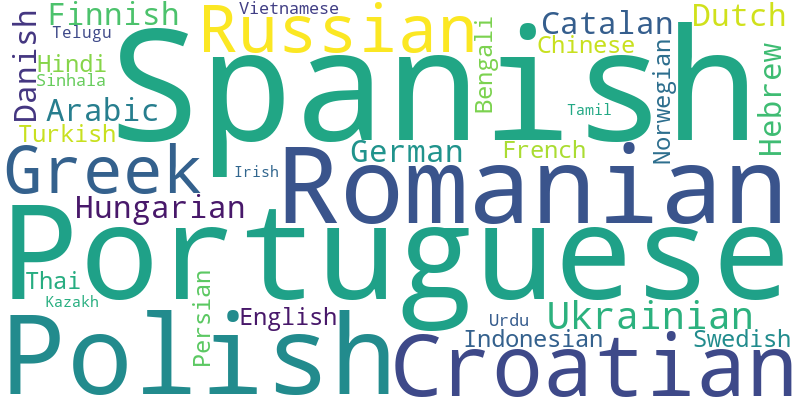 Finnish
Vietnamese
Russian
Catalan
Dutch
Telugu
Danish
Spanish
Bengali
Chinese
Hindi
Sinhala
Norwegian
Hebrew
Arabic
Tamil
Turkish
Greek
German
French
Irish
Romanian
Hungarian
Portuguese
Thai
Persian
Kazakh
Polish
English
Urdu
Ukrainian
Indonesian
Swedish
Croatian